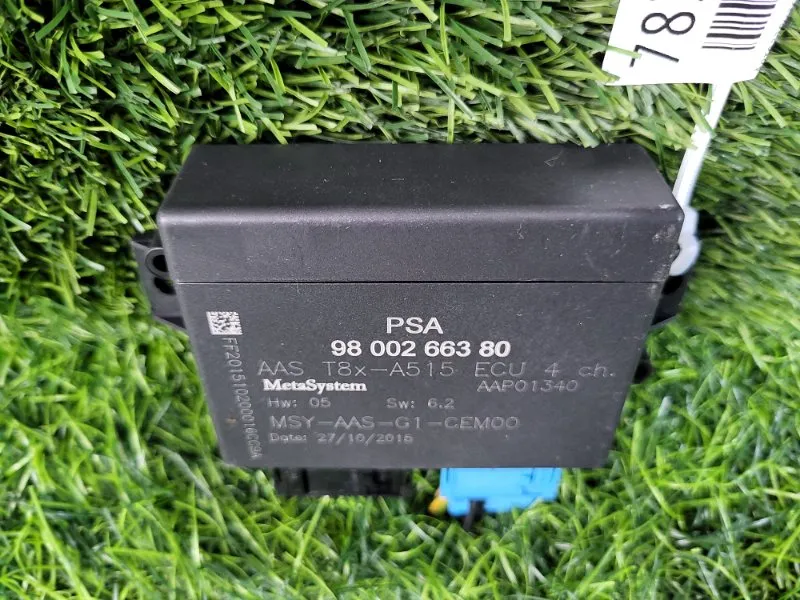 PSA
98 002 663 80
AAS T8x-A515 ECU 4 ch.
MetaSystem AAP01340
Hw: 05 Sw: 6.2
MSY-AAS-G1-CEM00
Date: 27/10/2015